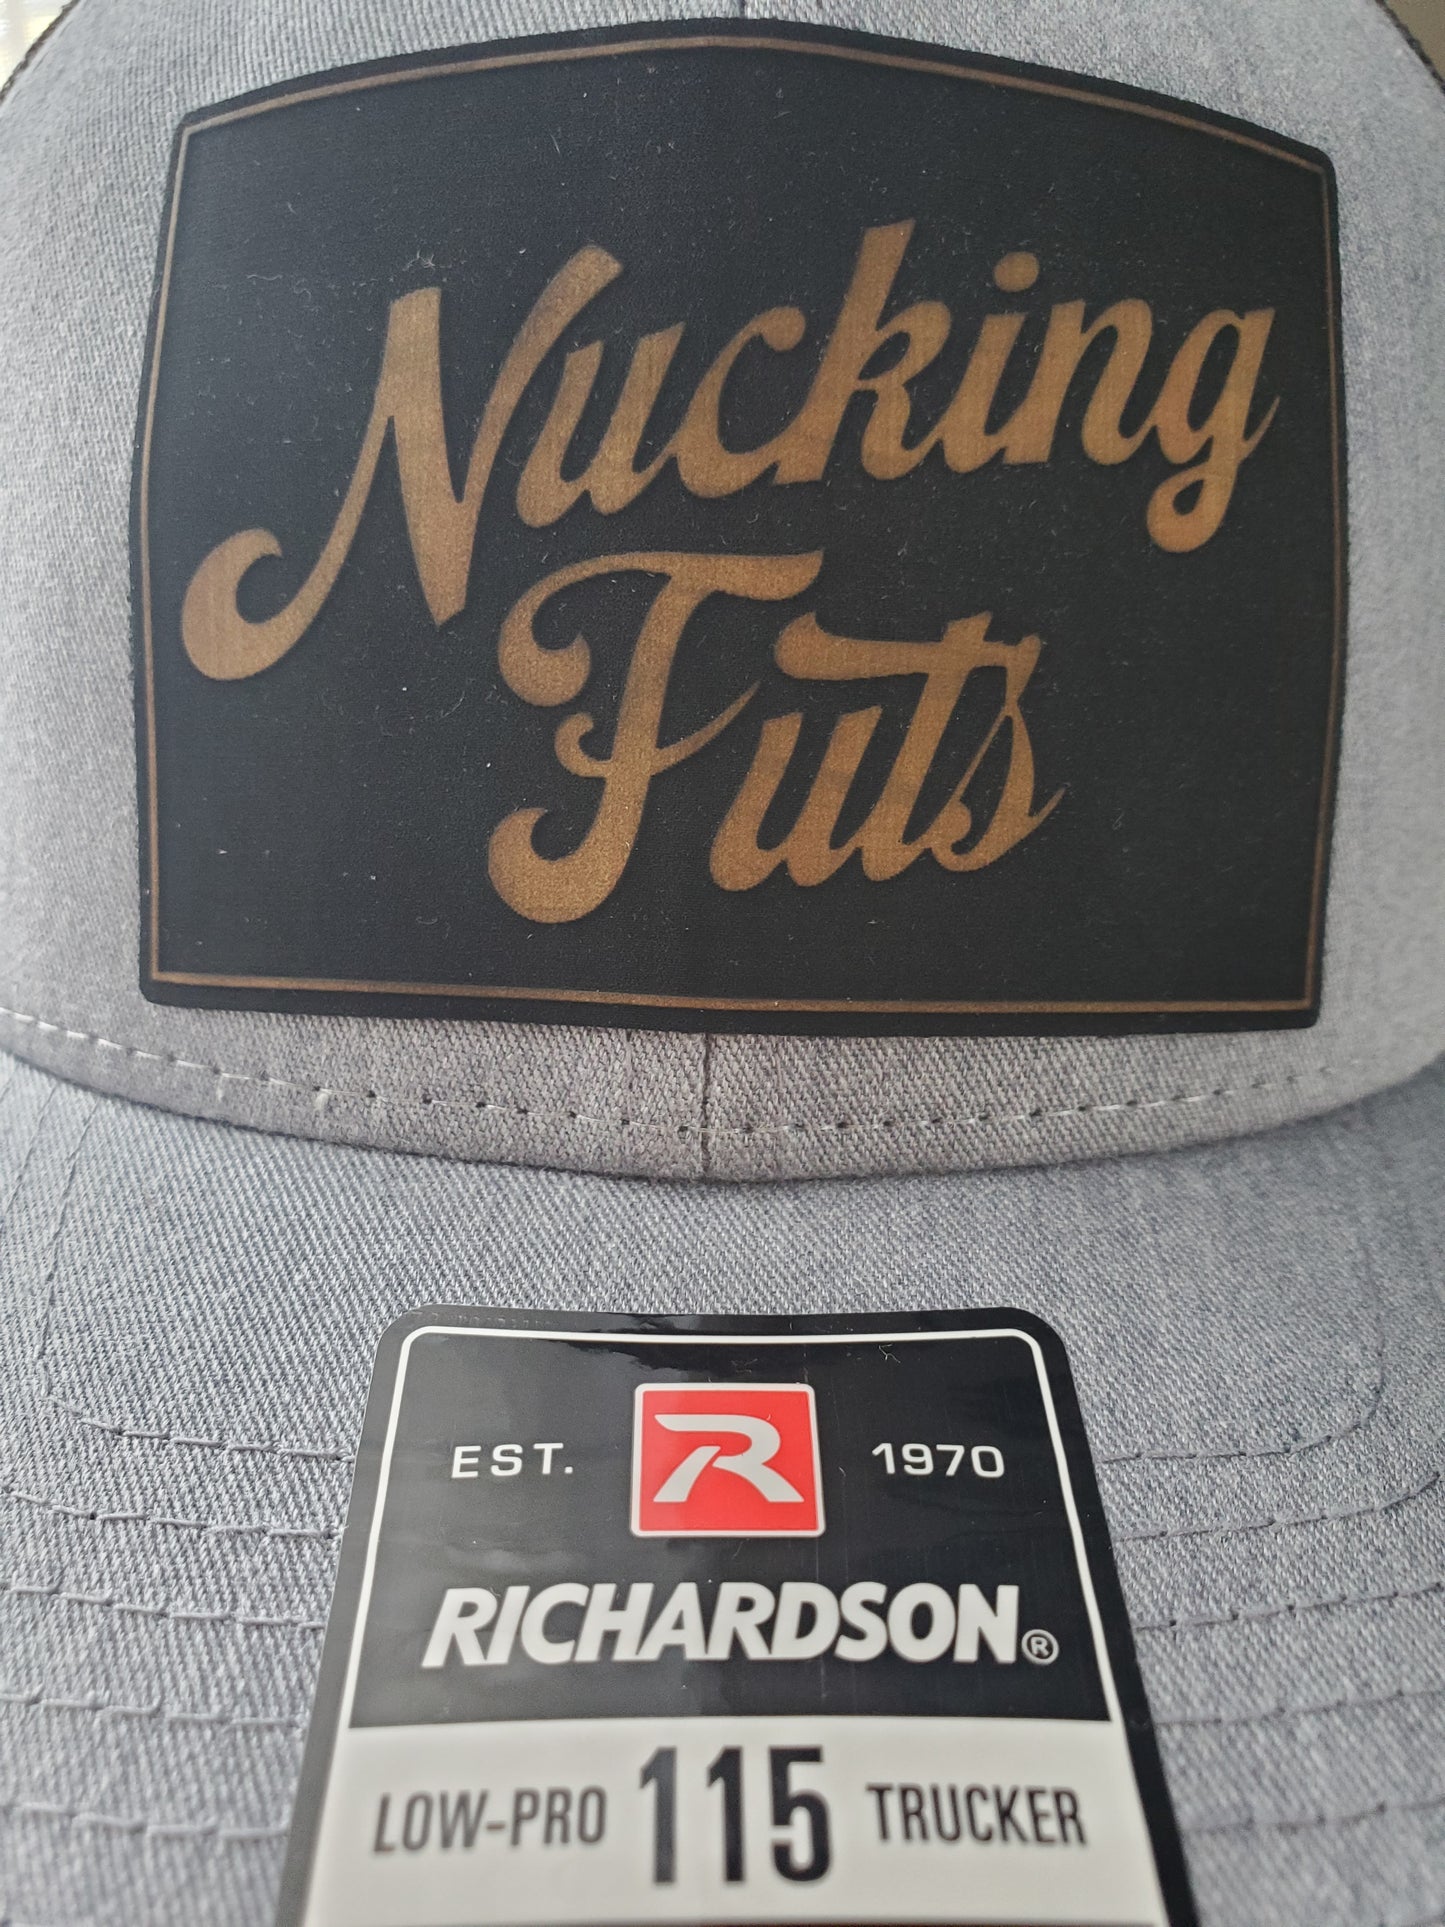 Nucking
Futs
EST. R 1970
RICHARDSON®
LOW-PRO 115 TRUCKER